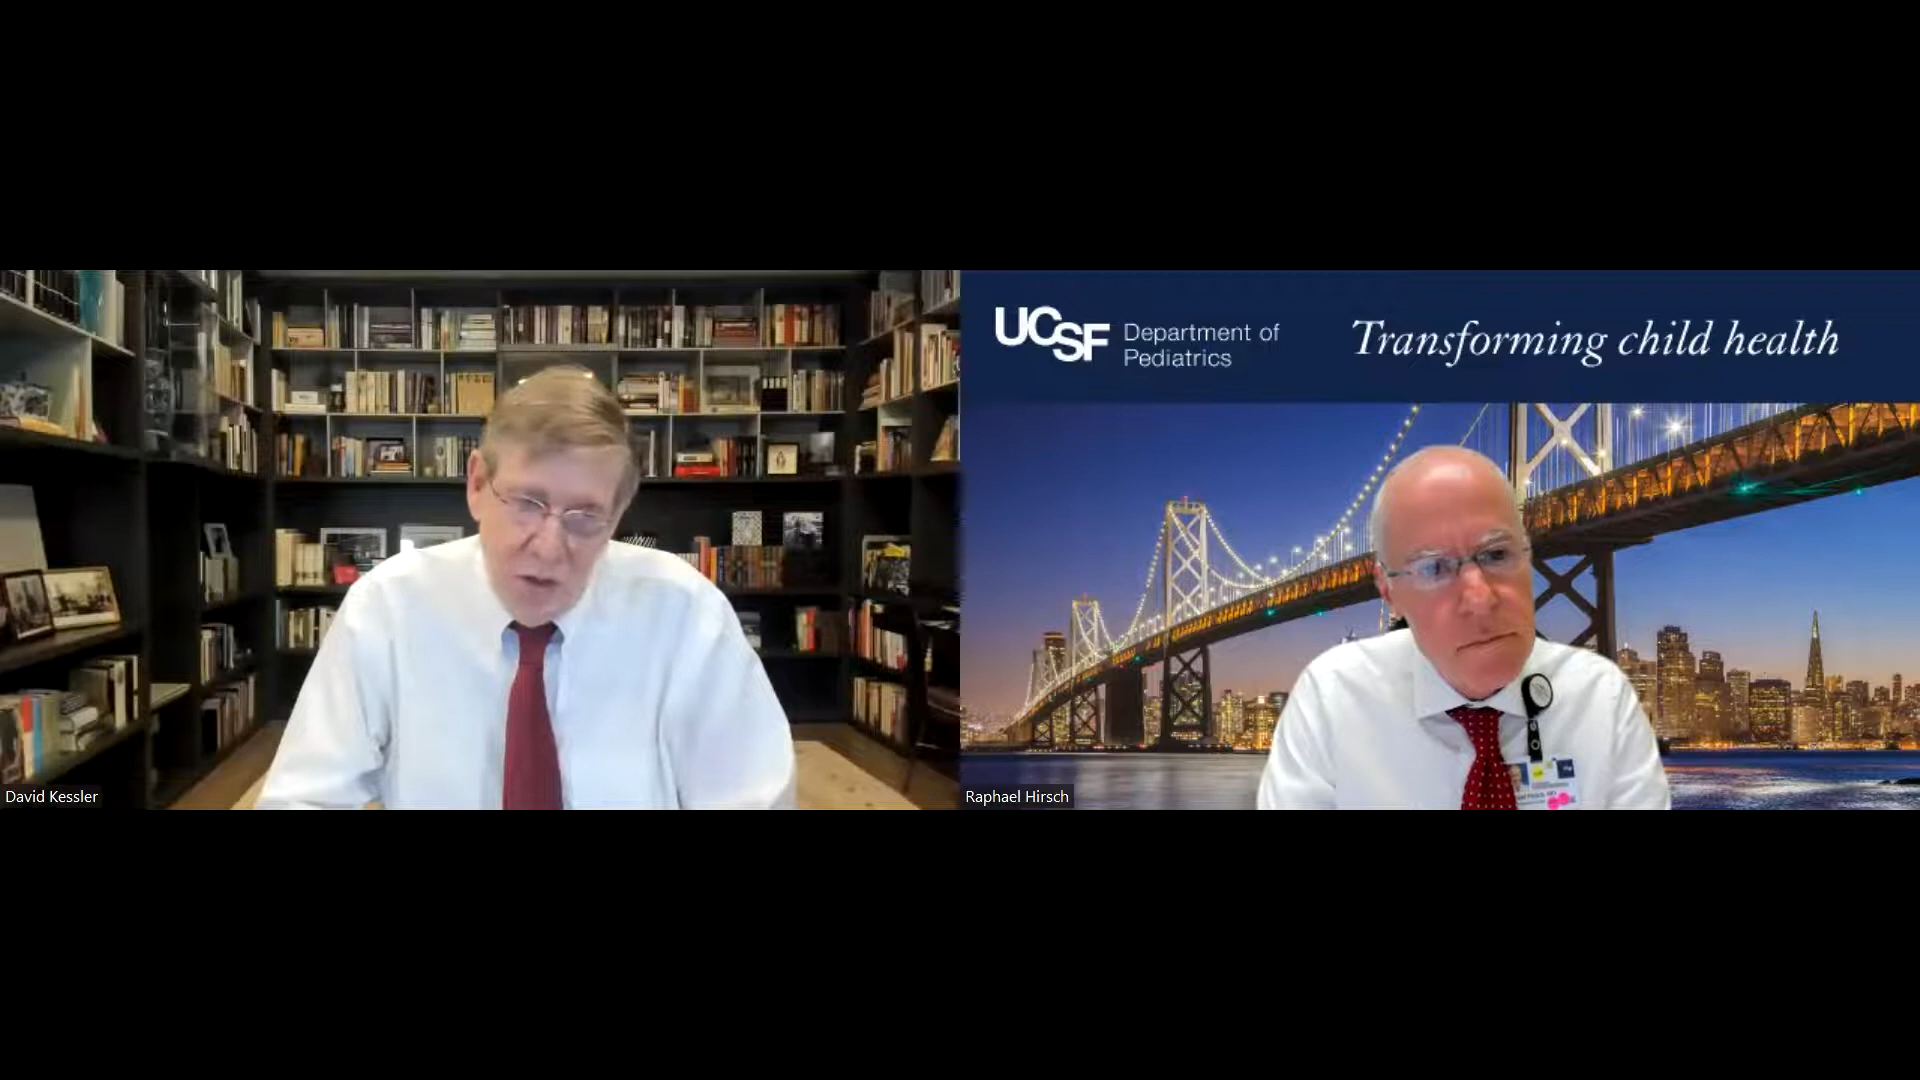 UCSF
Department of
Pediatrics
Transforming child health
David Kessler
Raphael Hirsch